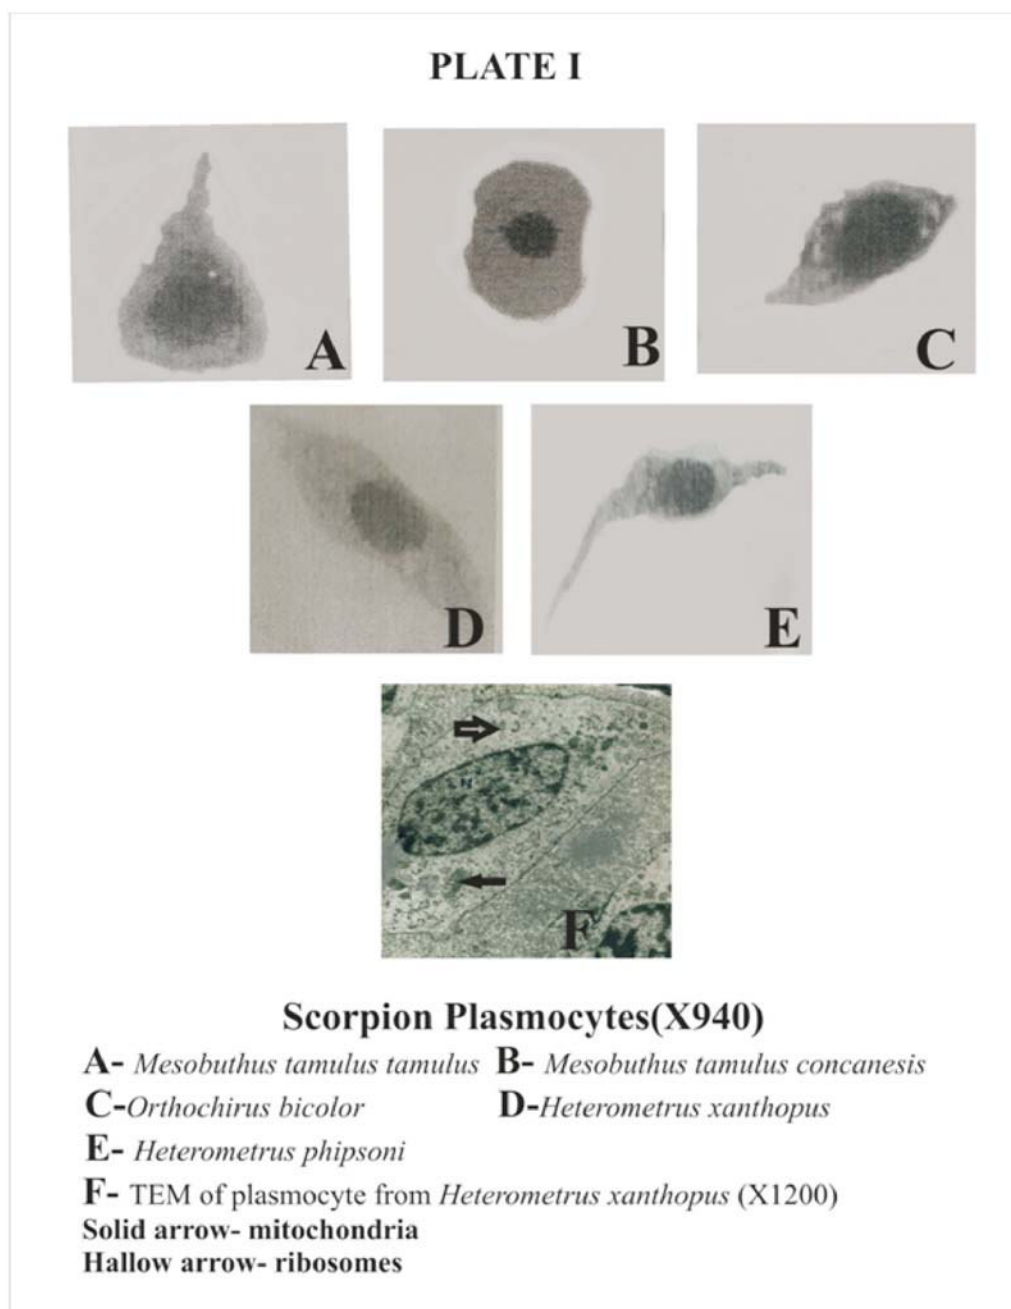 PLATE I
A
B
C
D
E
N
F
Scorpion Plasmocytes(X940)
A- Mesobuthus tamulus tamulus B- Mesobuthus tamulus concanesis
C-Orthochirus bicolor D-Heterometrus xanthopus
E- Heterometrus phipsoni
F- TEM of plasmocyte from Heterometrus xanthopus (X1200)
Solid arrow- mitochondria
Hallow arrow- ribosomes